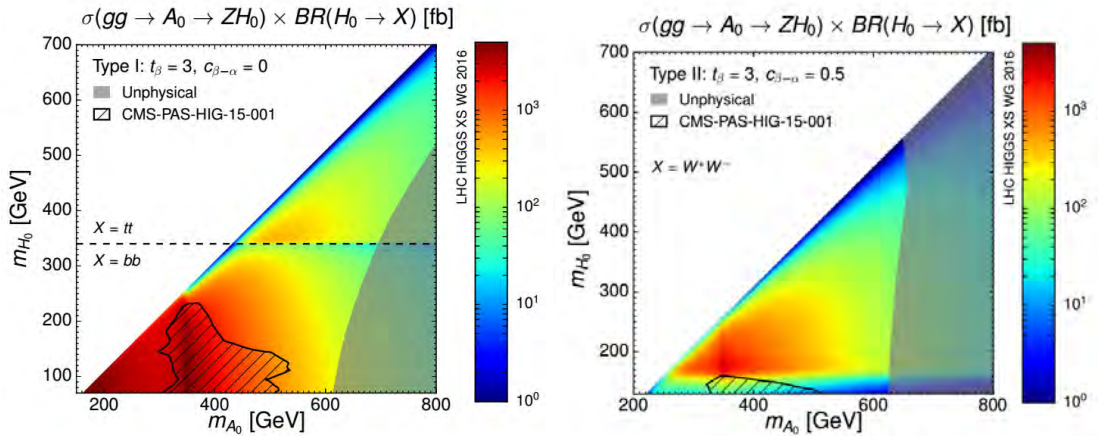 σ(gg → A₀ → ZH₀) × BR(H₀ → X) [fb]
700
600
500
400
300
200
100
m_H₀ [GeV]
Type I: t_β = 3, c_β−α = 0
Unphysical
CMS-PAS-HIG-15-001
X = tt
X = bb
200 400 600 800
m_A₀ [GeV]
LHC HIGGS XS WG 2016
10³
10²
10¹
10⁰
σ(gg → A₀ → ZH₀) × BR(H₀ → X) [fb]
700
600
500
400
300
200
m_H₀ [GeV]
Type II: t_β = 3, c_β−α = 0.5
Unphysical
CMS-PAS-HIG-15-001
X = W⁺W⁻
200 400 600 800
m_A₀ [GeV]
LHC HIGGS XS WG 2016
10³
10²
10¹
10⁰